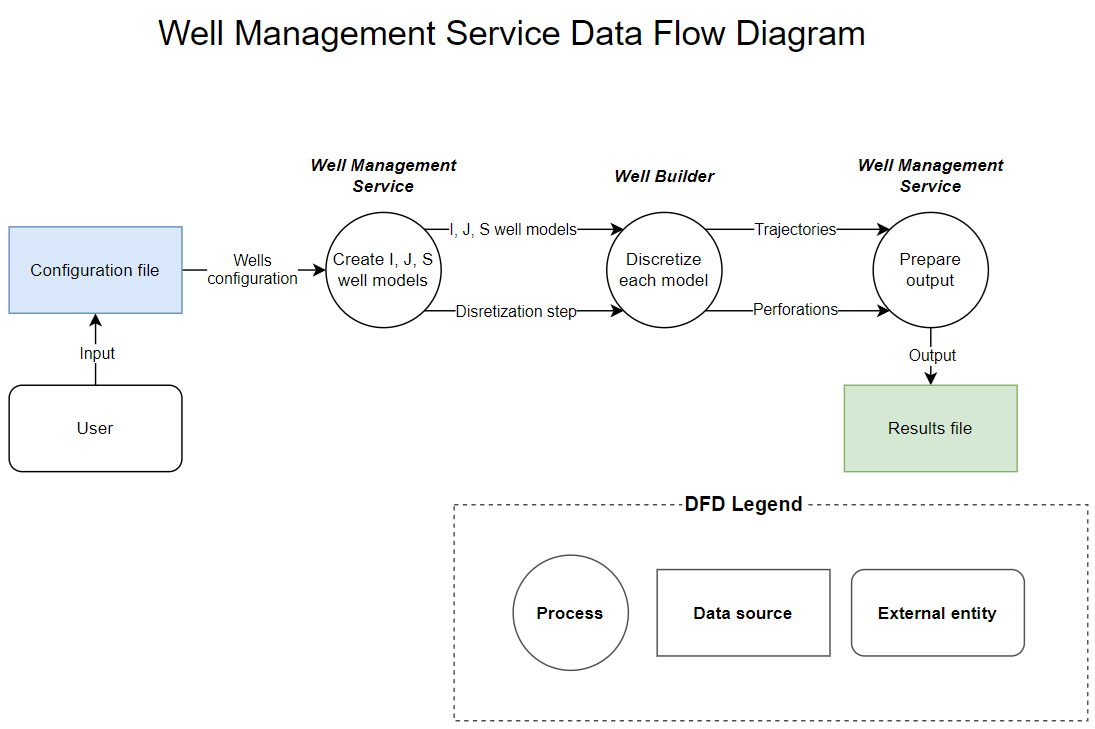 Well Management Service Data Flow Diagram
Well Management
Service
Well Builder
Well Management
Service
Configuration file
Wells
configuration
Create I, J, S
well models
I, J, S well models
Disretization step
Discretize
each model
Trajectories
Perforations
Prepare
output
Input
User
Output
Results file
DFD Legend
Process
Data source
External entity